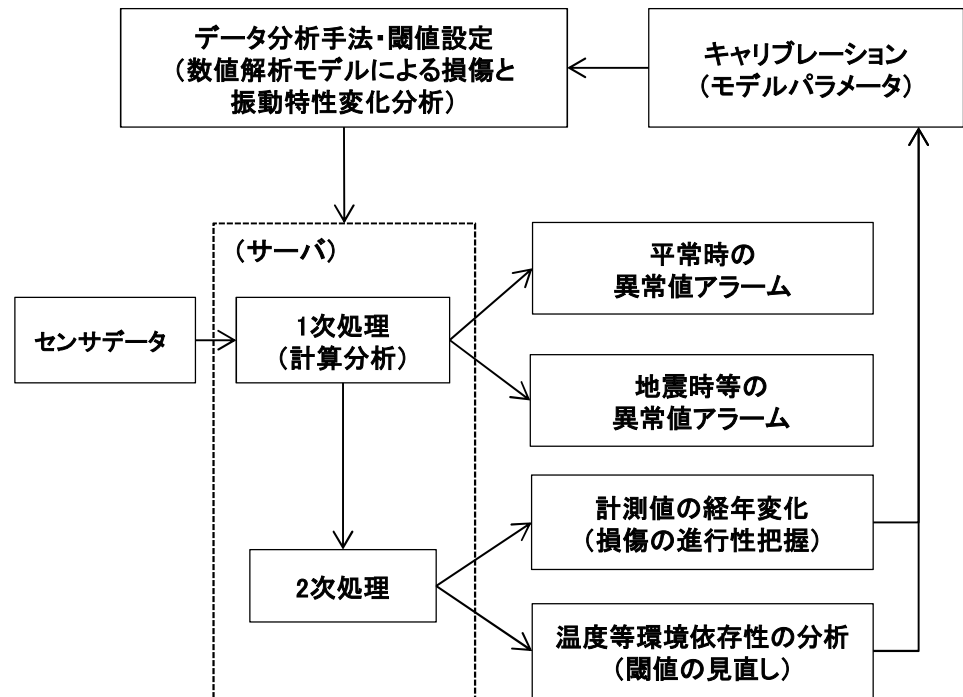 データ分析手法・閾値設定
(数値解析モデルによる損傷と
振動特性変化分析)
キャリブレーション
(モデルパラメータ)
(サーバ)
センサデータ
1次処理
(計算分析)
平常時の
異常値アラーム
地震時等の
異常値アラーム
2次処理
計測値の経年変化
(損傷の進行性把握)
温度等環境依存性の分析
(閾値の見直し)